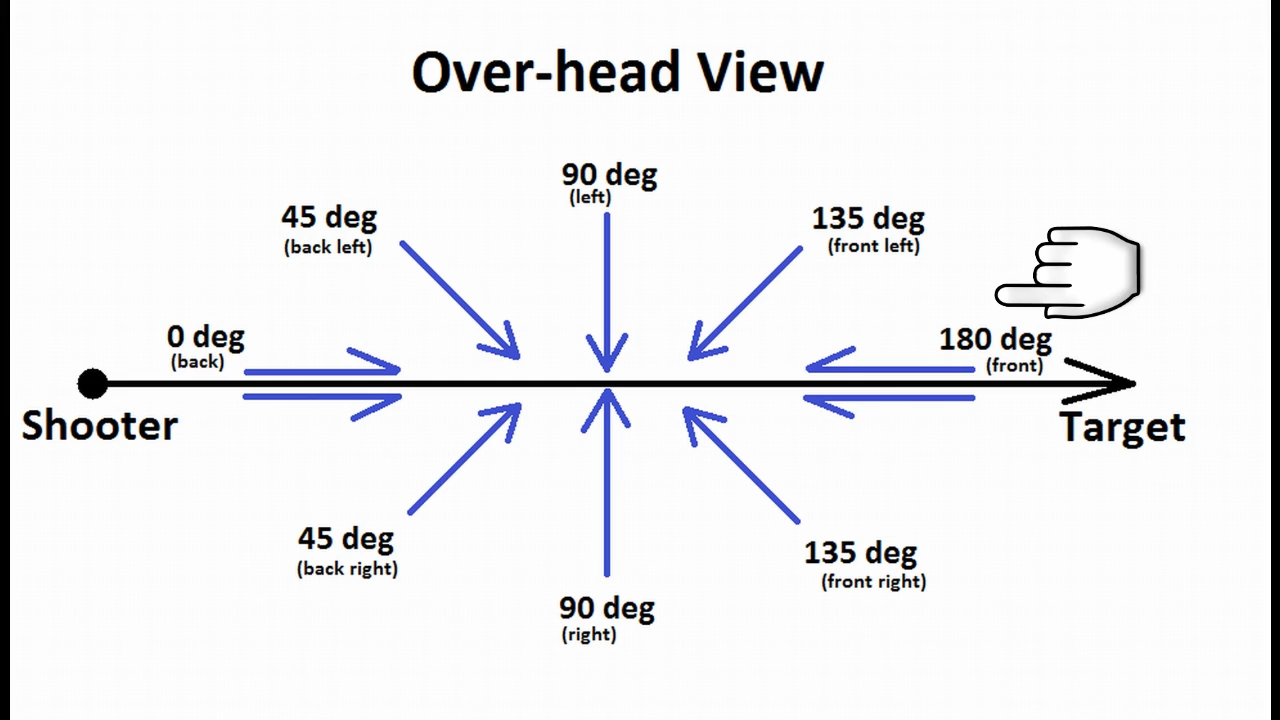 Over-head View
90 deg
(left)
45 deg
(back left)
135 deg
(front left)
0 deg
(back)
180 deg
(front)
Shooter
Target
45 deg
(back right)
135 deg
(front right)
90 deg
(right)